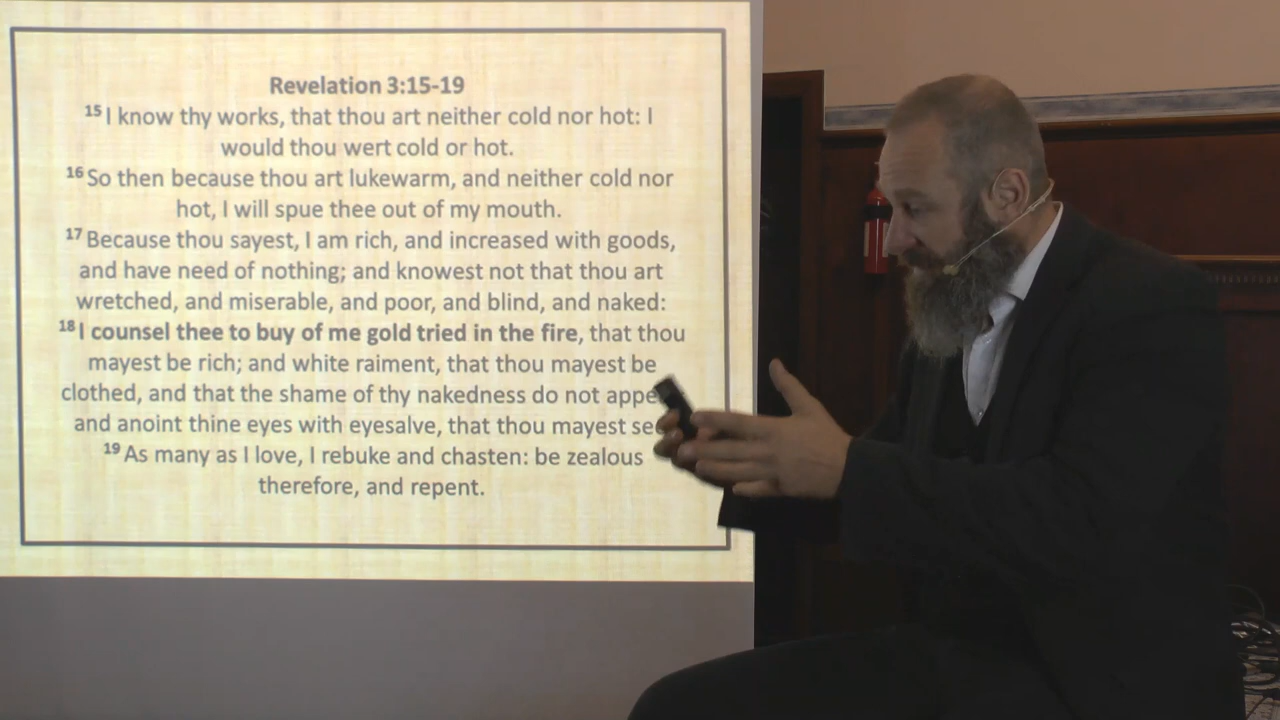 Revelation 3:15-19
15 I know thy works, that thou art neither cold nor hot: I
would thou wert cold or hot.
16 So then because thou art lukewarm, and neither cold nor
hot, I will spue thee out of my mouth.
17 Because thou sayest, I am rich, and increased with goods,
and have need of nothing; and knowest not that thou art
wretched, and miserable, and poor, and blind, and naked:
18 I counsel thee to buy of me gold tried in the fire, that thou
mayest be rich; and white raiment, that thou mayest be
clothed, and that the shame of thy nakedness do not
and anoint thine eyes with eyesalve, that thou mayest
19 As many as I love, I rebuke and chasten: be zealous
therefore, and repent.